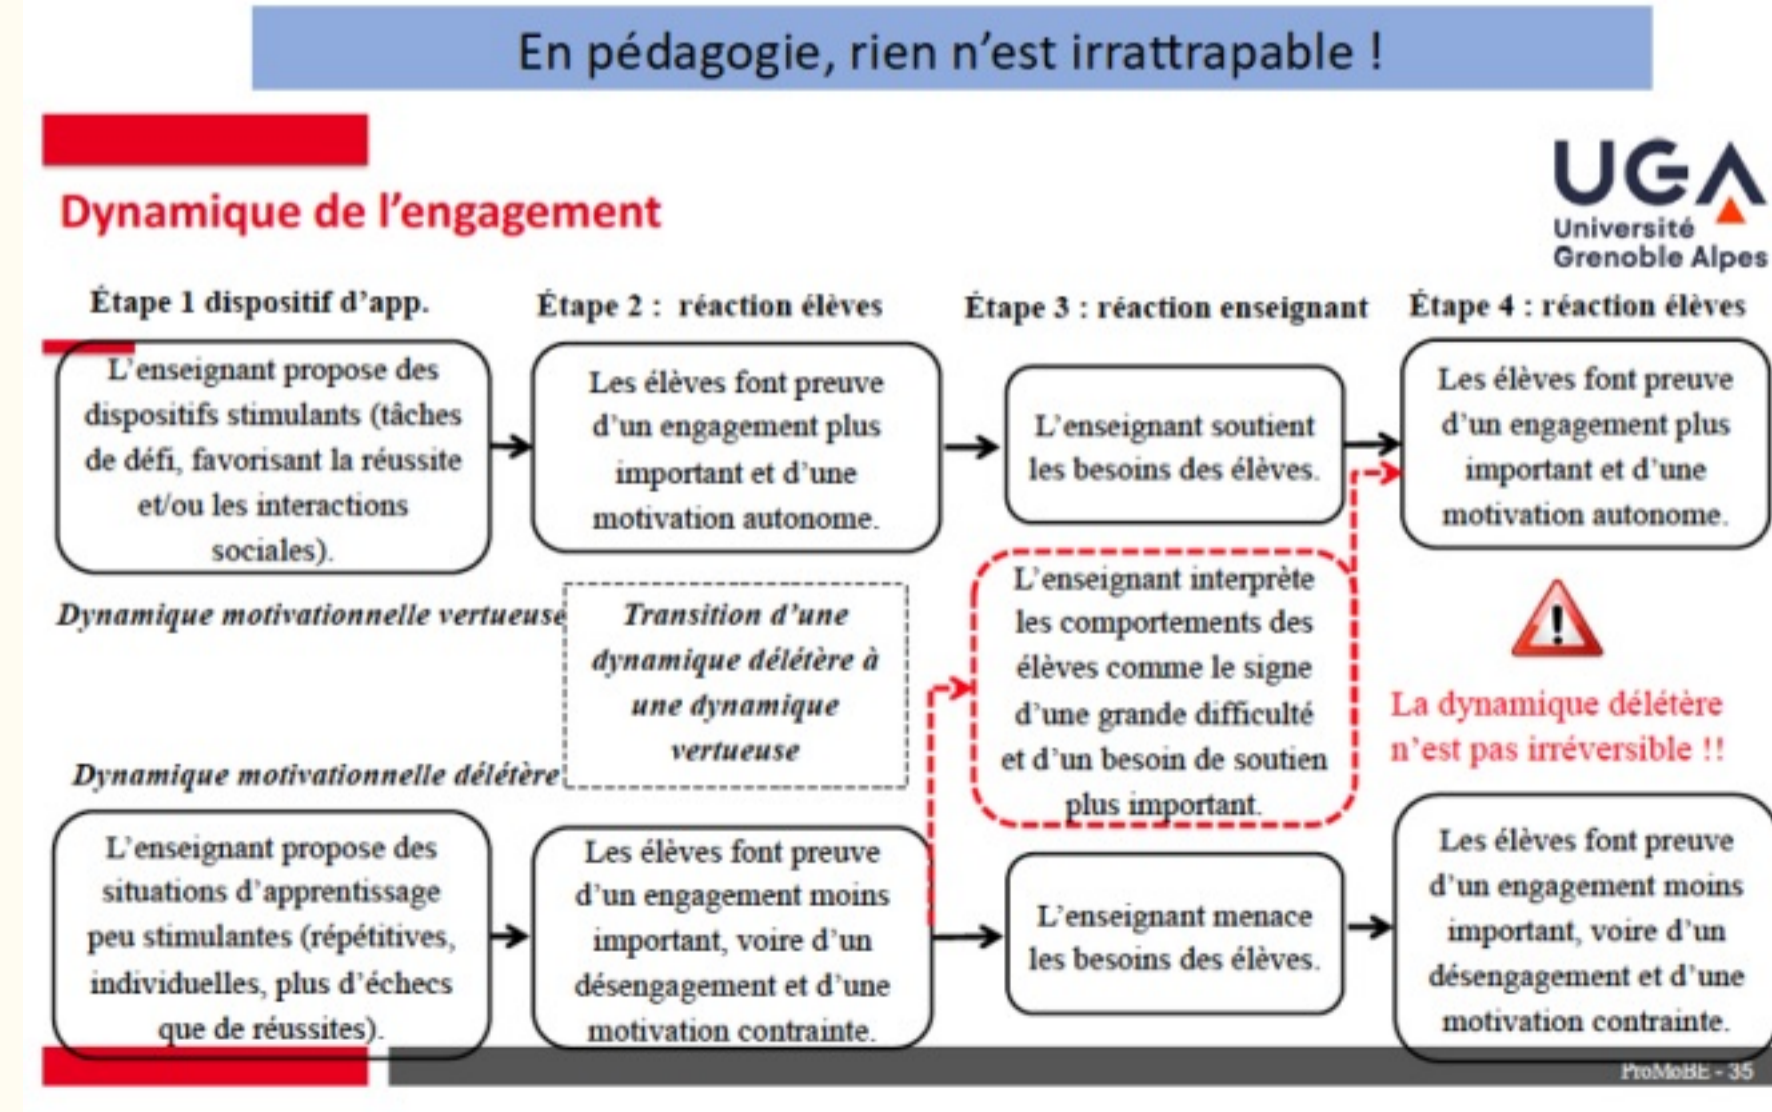 En pédagogie, rien n'est irrattrapable !
UGA
Université
Grenoble Alpes
Dynamique de l'engagement
Étape 1 dispositif d'app.
Étape 2 : réaction élèves
Étape 3 : réaction enseignant
Étape 4 : réaction élèves
L'enseignant propose des
dispositifs stimulants (tâches
de défi, favorisant la réussite
et/ou les interactions
sociales).
Les élèves font preuve
d'un engagement plus
important et d'une
motivation autonome.
L'enseignant soutient
les besoins des élèves.
Les élèves font preuve
d'un engagement plus
important et d'une
motivation autonome.
Dynamique motivationnelle vertueuse
Transition d'une
dynamique délétère à
une dynamique
vertueuse
L'enseignant interprète
les comportements des
élèves comme le signe
d'une grande difficulté
et d'un besoin de soutien
plus important.
!
La dynamique délétère
n'est pas irréversible !!
Dynamique motivationnelle délétère
L'enseignant propose des
situations d'apprentissage
peu stimulantes (répétitives,
individuelles, plus d'échecs
que de réussites).
Les élèves font preuve
d'un engagement moins
important, voire d'un
désengagement et d'une
motivation contrainte.
L'enseignant menace
les besoins des élèves.
Les élèves font preuve
d'un engagement moins
important, voire d'un
désengagement et d'une
motivation contrainte.
ProMoBE - 35